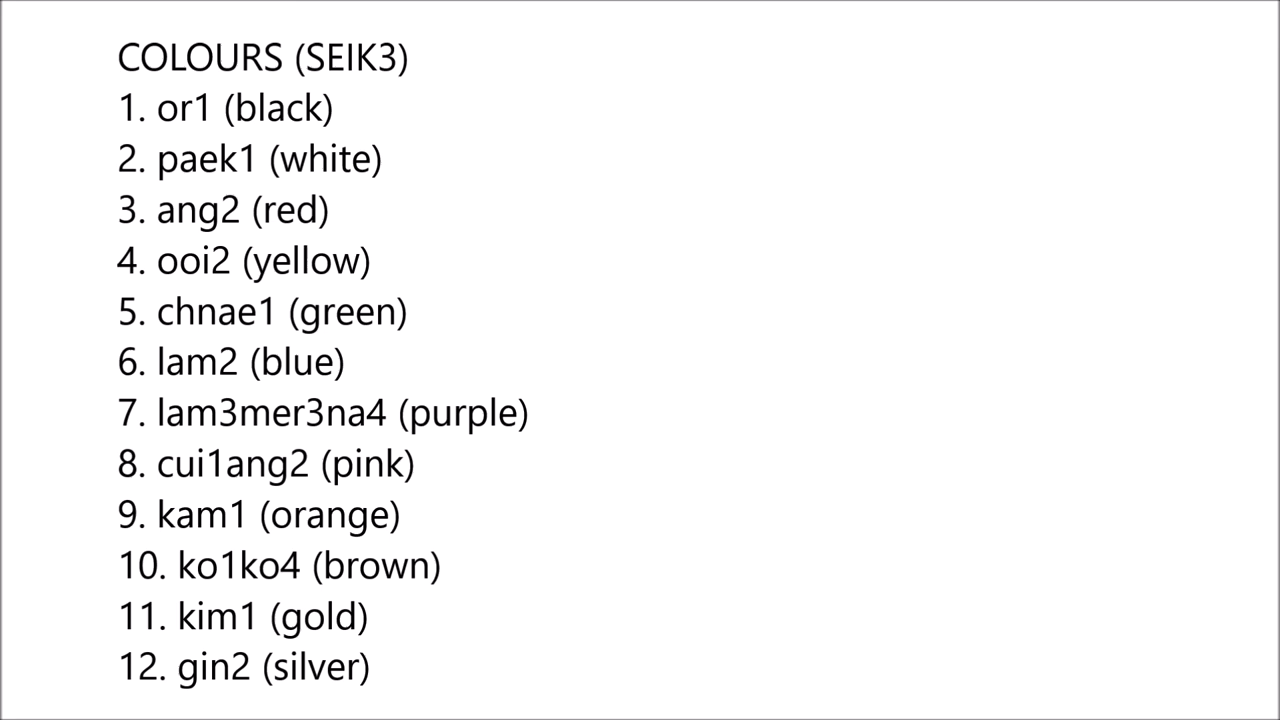 COLOURS (SEIK3)
1. or1 (black)
2. paek1 (white)
3. ang2 (red)
4. ooi2 (yellow)
5. chnae1 (green)
6. lam2 (blue)
7. lam3mer3na4 (purple)
8. cui1ang2 (pink)
9. kam1 (orange)
10. ko1ko4 (brown)
11. kim1 (gold)
12. gin2 (silver)